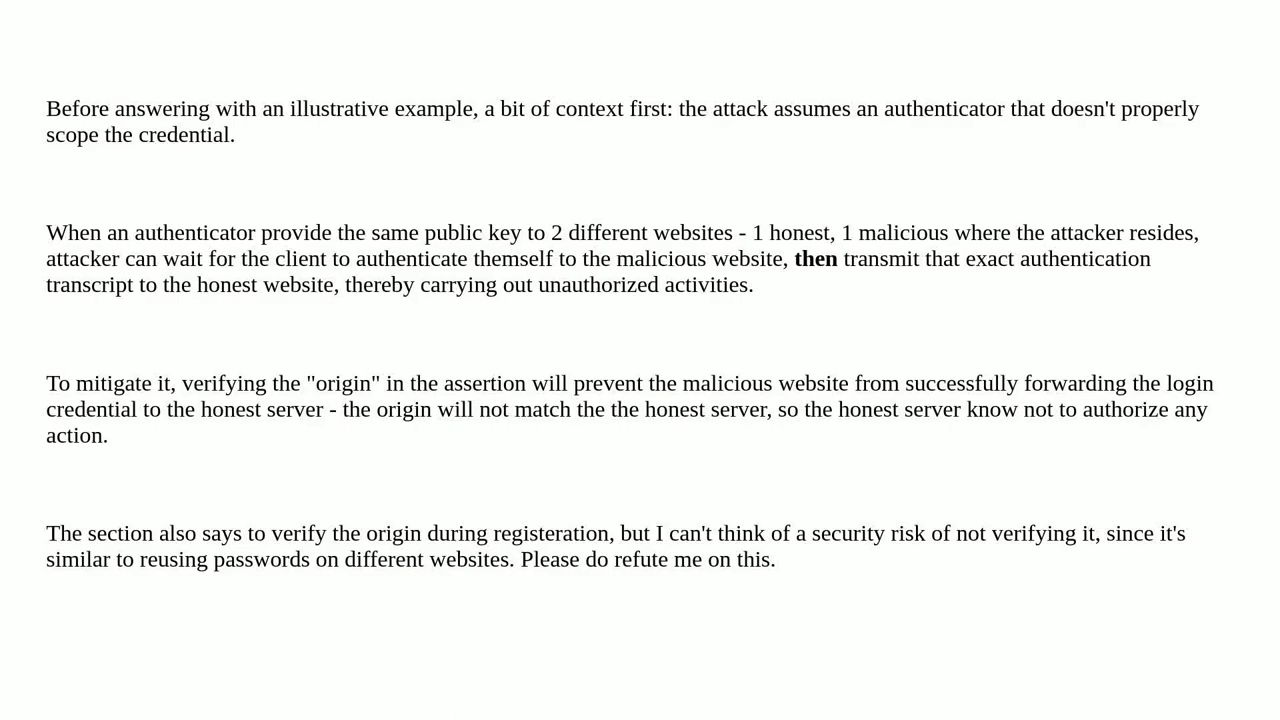 Before answering with an illustrative example, a bit of context first: the attack assumes an authenticator that doesn't properly
scope the credential.
When an authenticator provide the same public key to 2 different websites - 1 honest, 1 malicious where the attacker resides,
attacker can wait for the client to authenticate themself to the malicious website, then transmit that exact authentication
transcript to the honest website, thereby carrying out unauthorized activities.
To mitigate it, verifying the "origin" in the assertion will prevent the malicious website from successfully forwarding the login
credential to the honest server - the origin will not match the the honest server, so the honest server know not to authorize any
action.
The section also says to verify the origin during registeration, but I can't think of a security risk of not verifying it, since it's
similar to reusing passwords on different websites. Please do refute me on this.